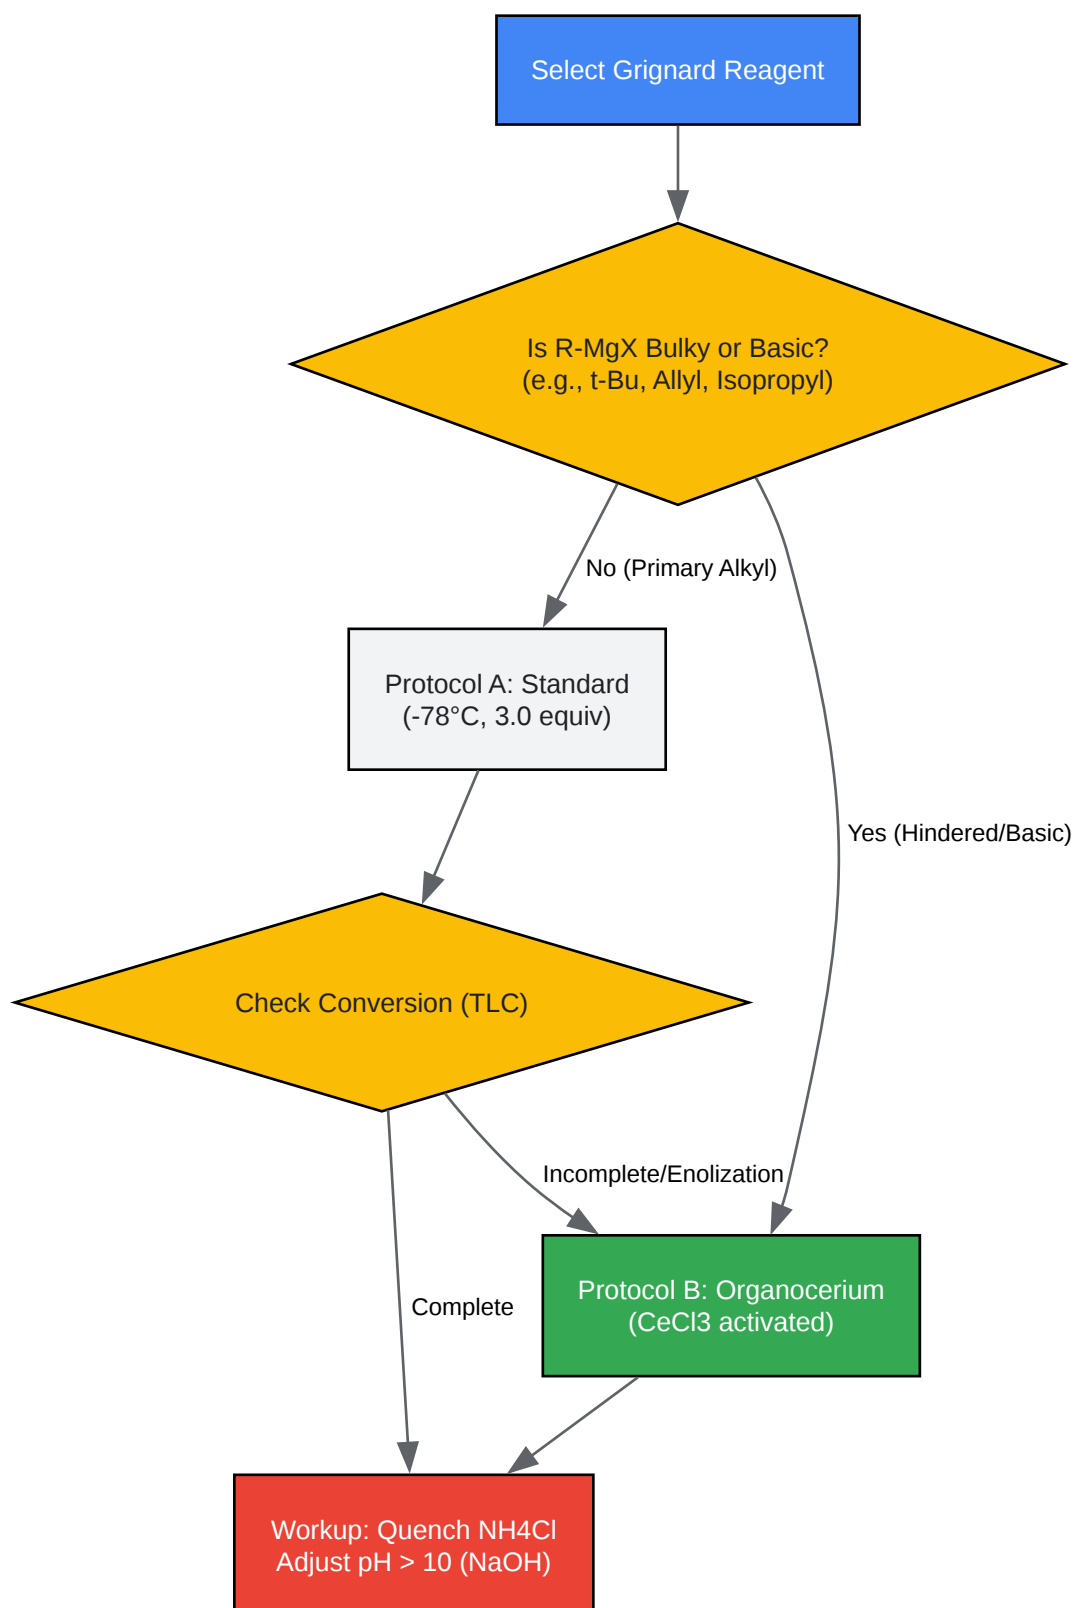 Select Grignard Reagent
Is R-MgX Bulky or Basic?
(e.g., t-Bu, Allyl, Isopropyl)
No (Primary Alkyl)
Protocol A: Standard
(-78°C, 3.0 equiv)
Yes (Hindered/Basic)
Check Conversion (TLC)
Incomplete/Enolization
Complete
Protocol B: Organocerium
(CeCl3 activated)
Workup: Quench NH4Cl
Adjust pH > 10 (NaOH)